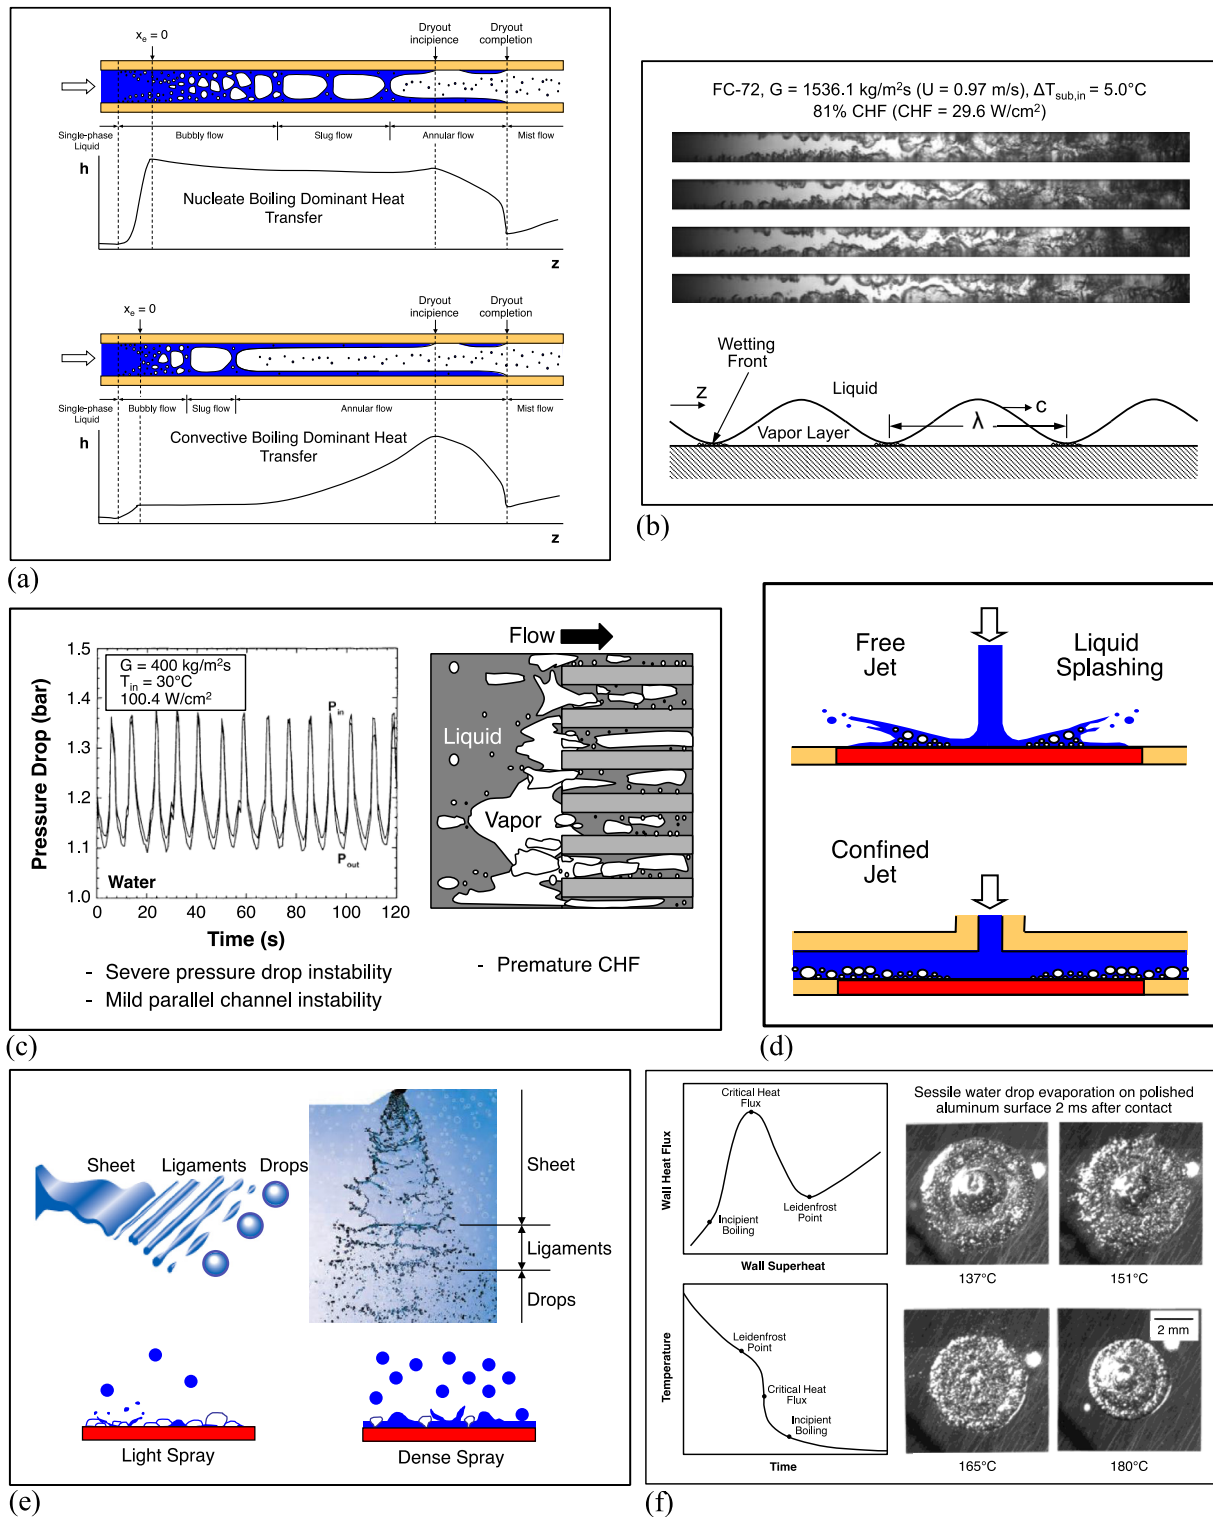 x_e = 0
Dryout incipience
Dryout completion
Single-phase Liquid
Bubbly flow
Slug flow
Annular flow
Mist flow
h
Nucleate Boiling Dominant Heat
Transfer
z
x_e = 0
Dryout incipience
Dryout completion
Single-phase Liquid
Bubbly flow
Slug flow
Annular flow
Mist flow
h
Convective Boiling Dominant Heat
Transfer
z
(a)
FC-72, G = 1536.1 kg/m²s (U = 0.97 m/s), ΔT_sub,in = 5.0°C
81% CHF (CHF = 29.6 W/cm²)
Wetting
Front
Liquid
z
c
Vapor Layer
λ
(b)
Pressure Drop (bar)
1.5
1.4
1.3
1.2
1.1
1.0
G = 400 kg/m²s
T_in = 30°C
100.4 W/cm²
P_in
P_out
Water
0 20 40 60 80 100 120
Time (s)
- Severe pressure drop instability
- Mild parallel channel instability
Flow
Liquid
Vapor
- Premature CHF
(c)
Free
Jet
Liquid
Splashing
Confined
Jet
(d)
Sheet
Ligaments
Drops
Sheet
Ligaments
Drops
Light Spray
Dense Spray
(e)
Wall Heat Flux
Critical Heat
Flux
Leidenfrost
Point
Incipient
Boiling
Wall Superheat
Temperature
Leidenfrost
Point
Critical Heat
Flux
Incipient
Boiling
Time
Sessile water drop evaporation on polished
aluminum surface 2 ms after contact
137°C
151°C
2 mm
165°C
180°C
(f)